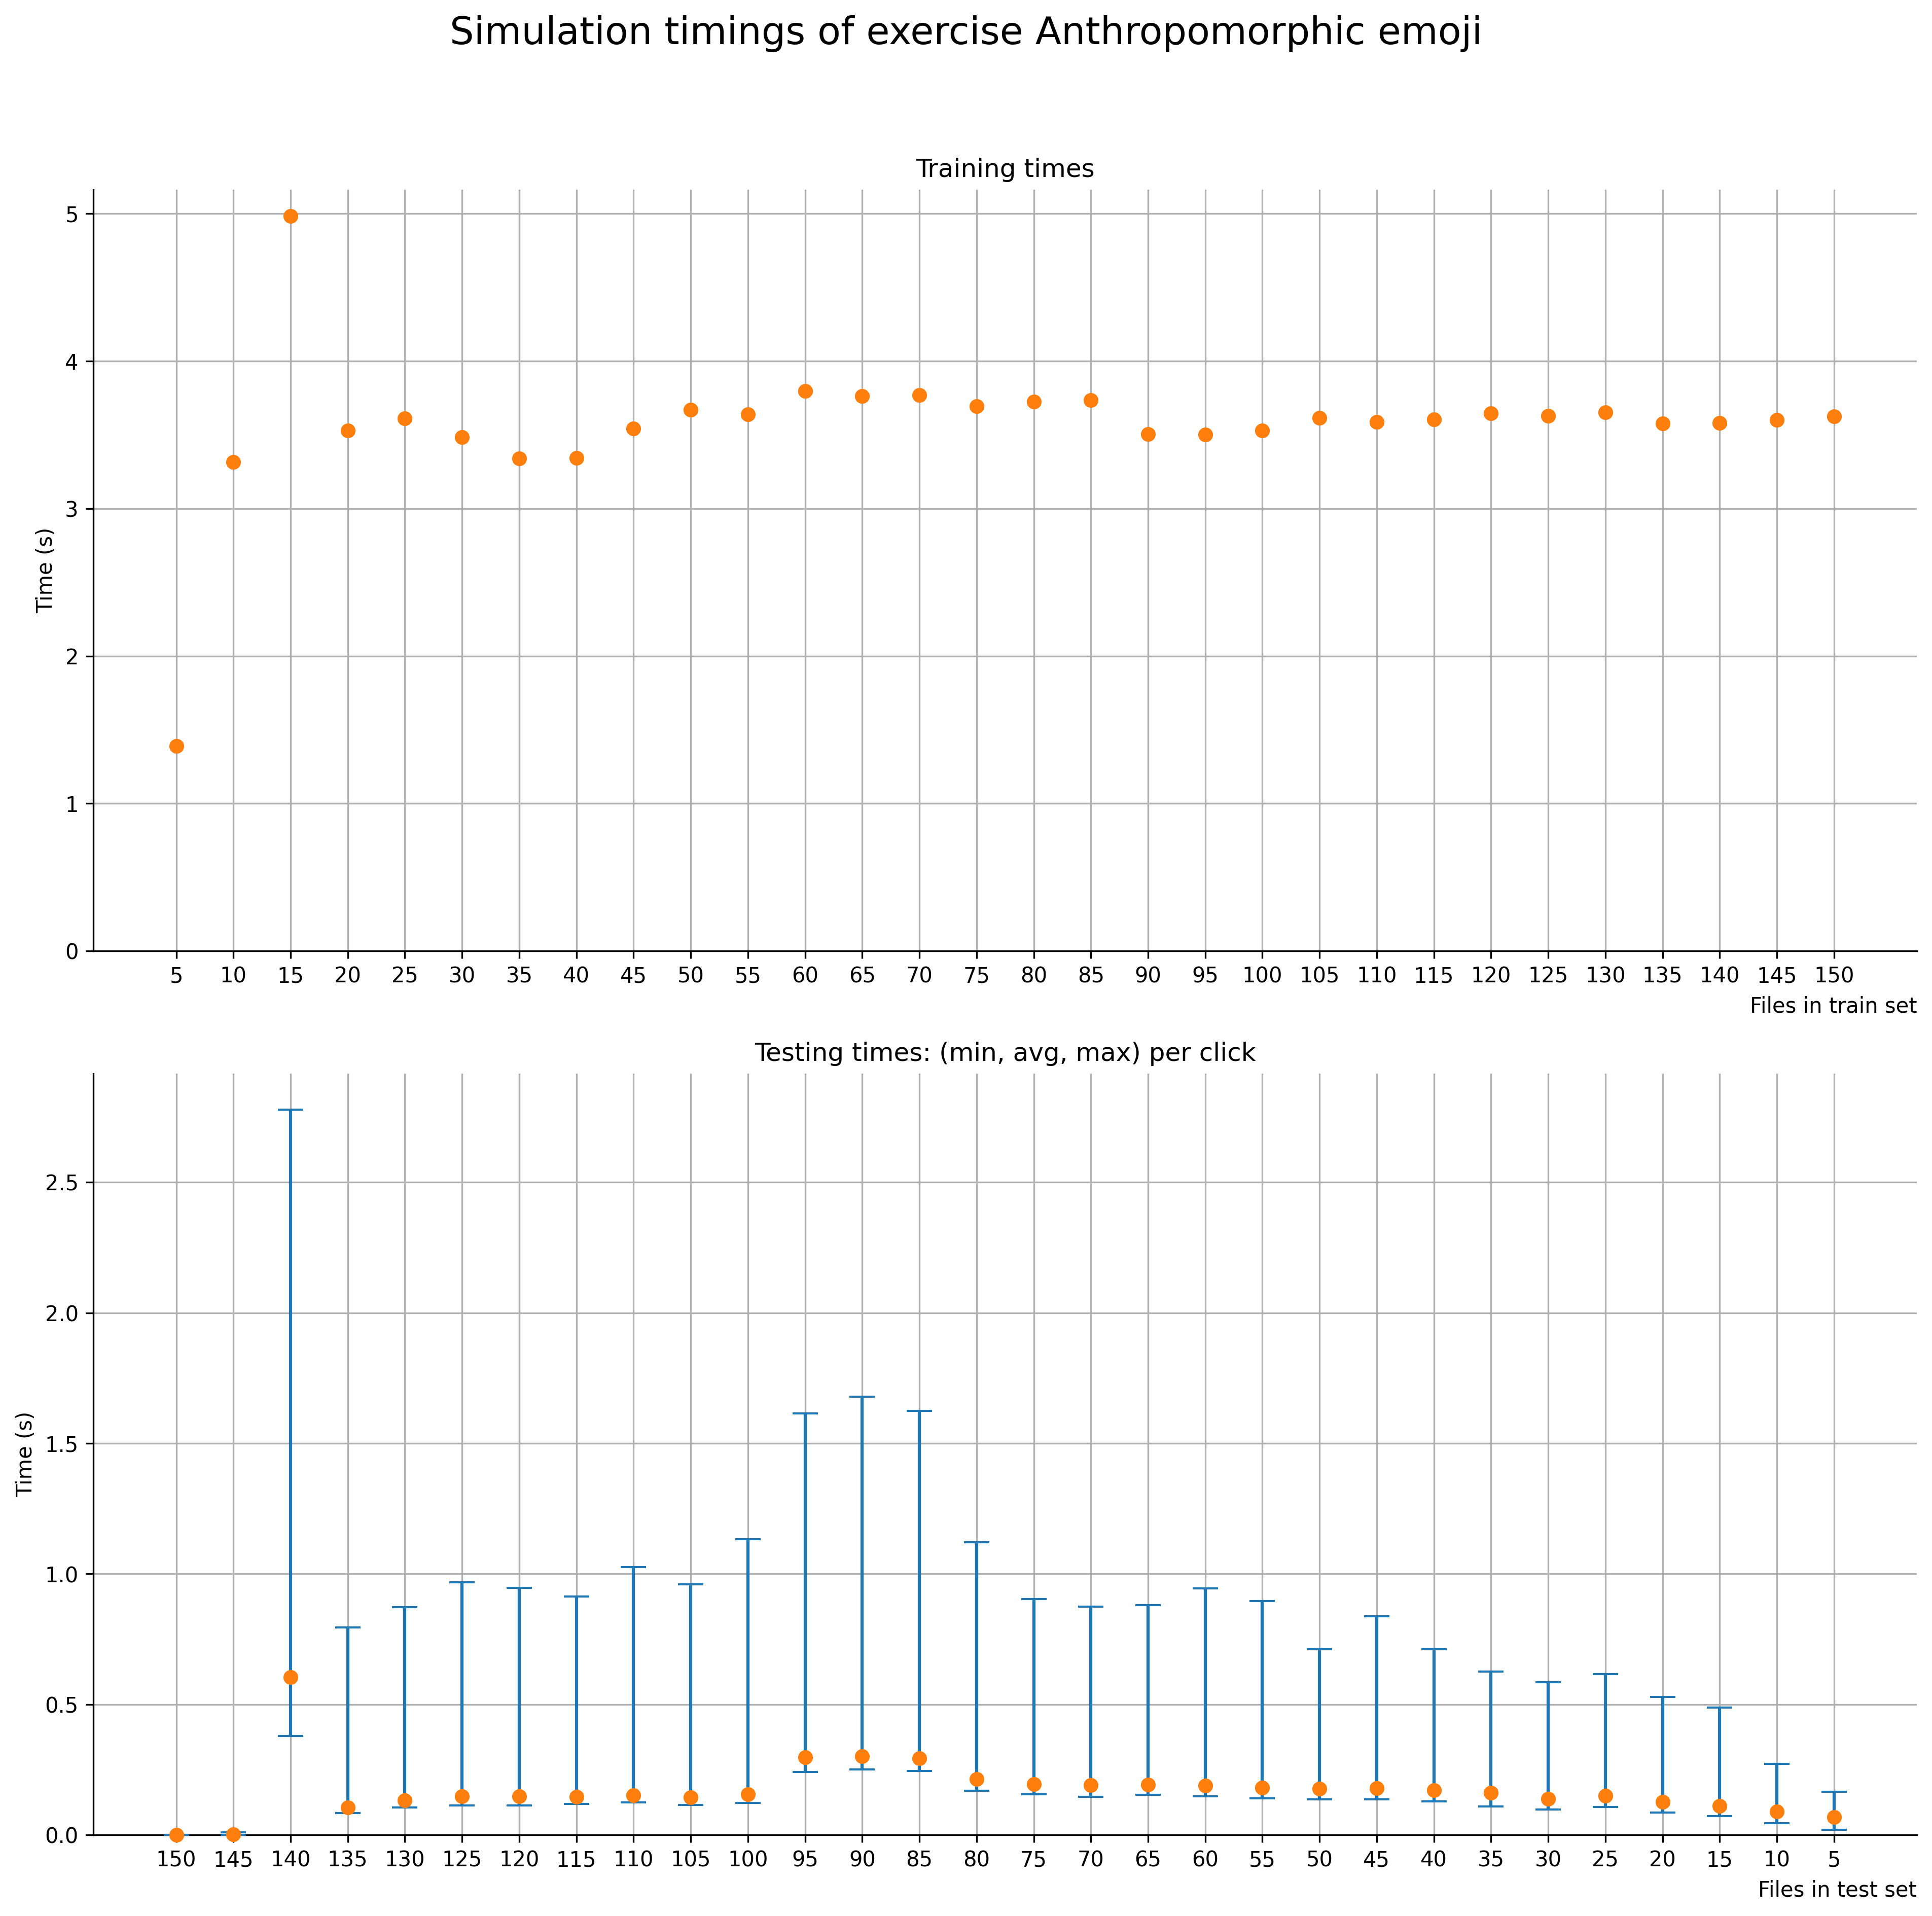 Simulation timings of exercise Anthropomorphic emoji
Training times
5
4
3
2
1
0
Time (s)
5 10 15 20 25 30 35 40 45 50 55 60 65 70 75 80 85 90 95 100 105 110 115 120 125 130 135 140 145 150
Files in train set
Testing times: (min, avg, max) per click
2.5
2.0
1.5
1.0
0.5
0.0
Time (s)
150 145 140 135 130 125 120 115 110 105 100 95 90 85 80 75 70 65 60 55 50 45 40 35 30 25 20 15 10 5
Files in test set